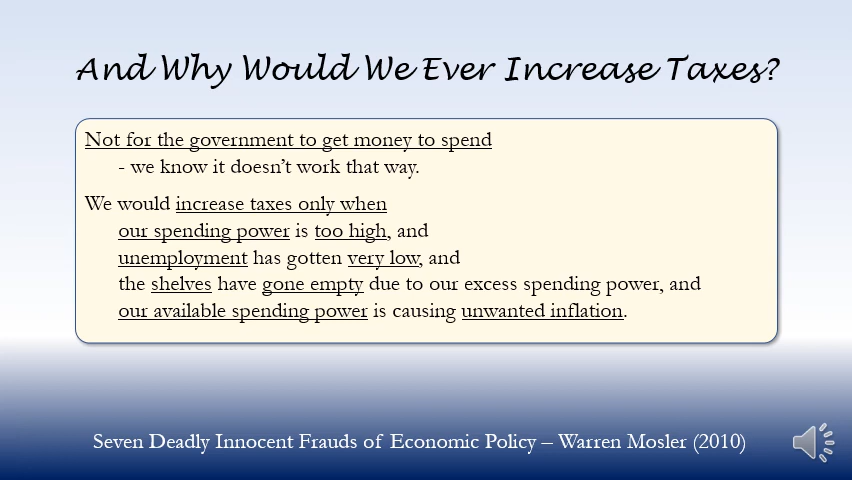 And Why Would We Ever Increase Taxes?
Not for the government to get money to spend
- we know it doesn't work that way.
We would increase taxes only when
our spending power is too high, and
unemployment has gotten very low, and
the shelves have gone empty due to our excess spending power, and
our available spending power is causing unwanted inflation.
Seven Deadly Innocent Frauds of Economic Policy – Warren Mosler (2010)